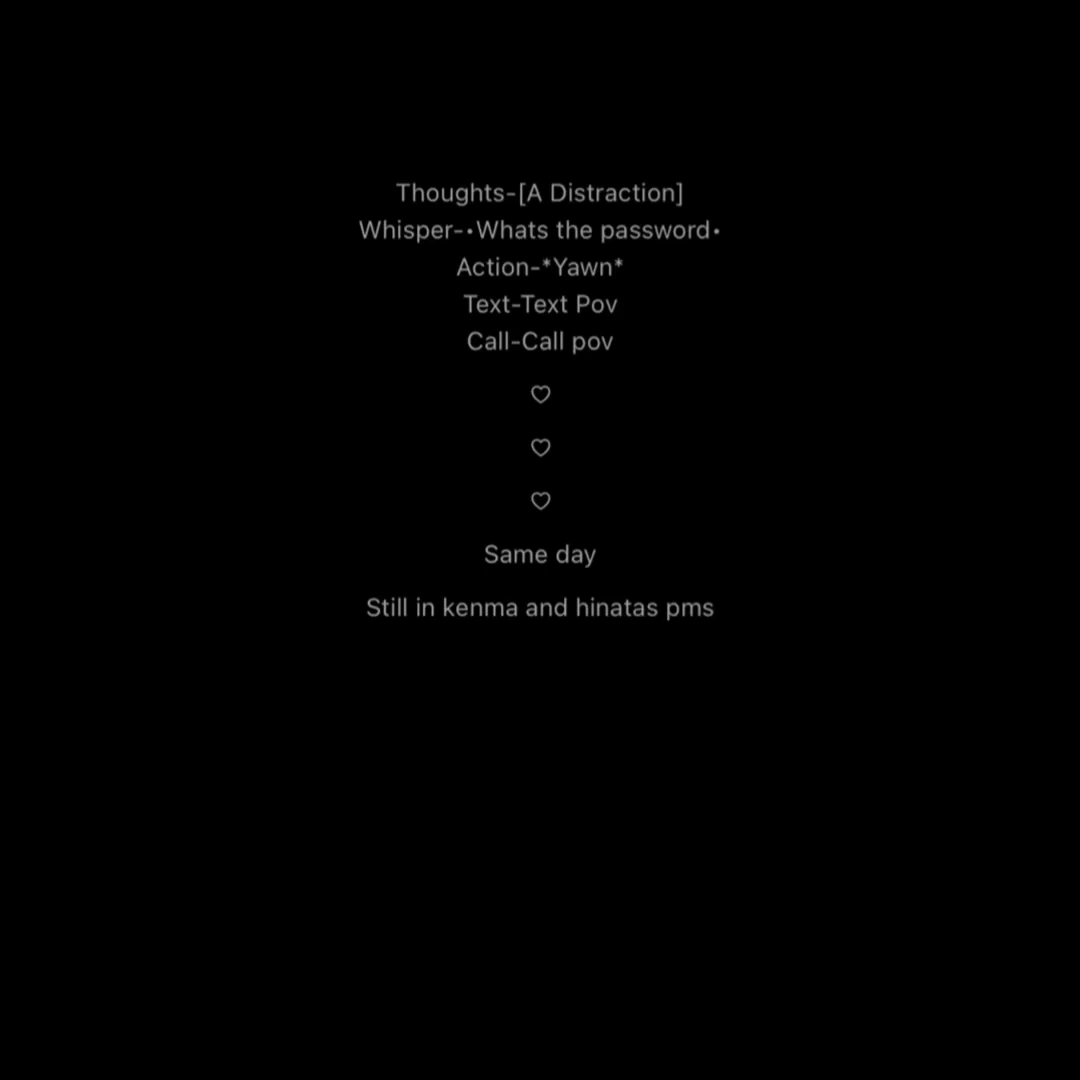 Thoughts-[A Distraction]
Whisper-•Whats the password•
Action-*Yawn*
Text-Text Pov
Call-Call pov
♡
♡
♡
Same day
Still in kenma and hinatas pms